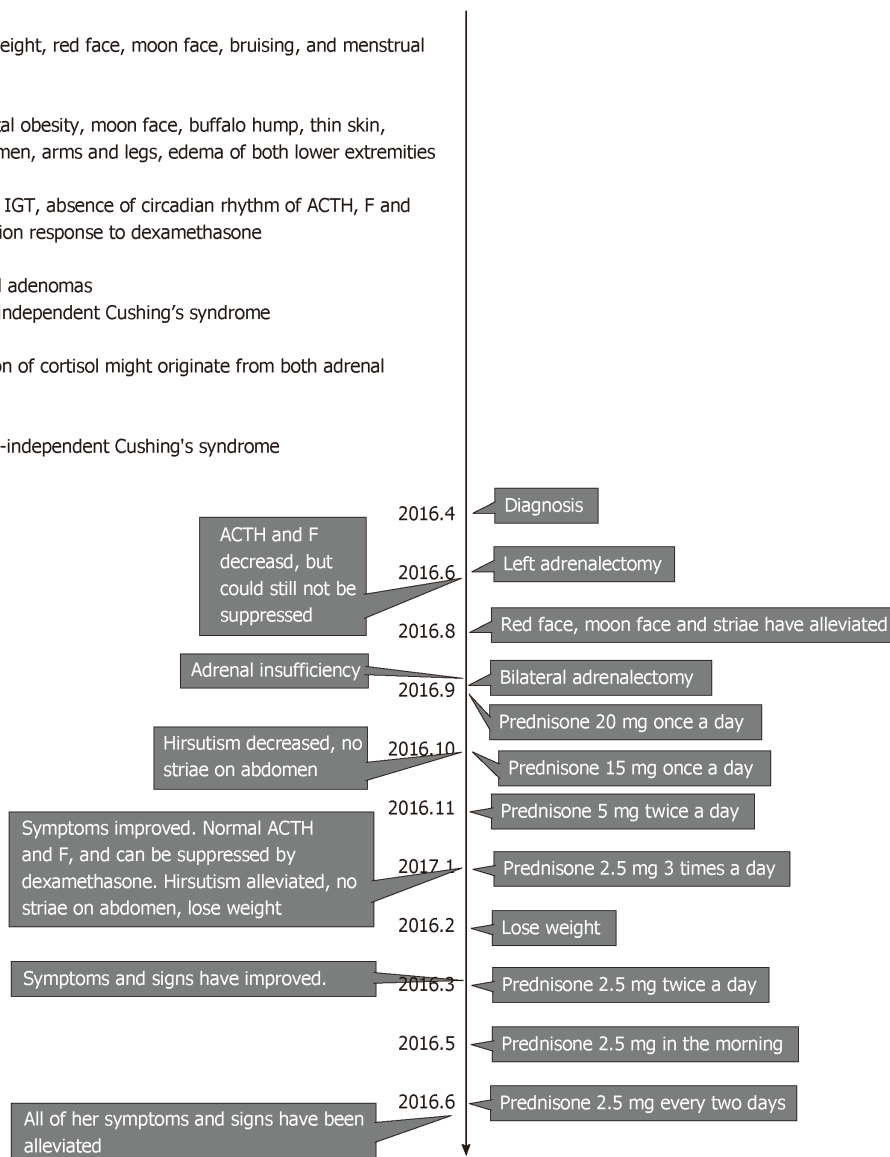 eight, red face, moon face, bruising, and menstrual
al obesity, moon face, buffalo hump, thin skin,
men, arms and legs, edema of both lower extremities
IGT, absence of circadian rhythm of ACTH, F and
ion response to dexamethasone
adenomas
independent Cushing's syndrome
on of cortisol might originate from both adrenal
-independent Cushing's syndrome
2016.4
Diagnosis
ACTH and F
decreasd, but
could still not be
suppressed
2016.6
Left adrenalectomy
2016.8
Red face, moon face and striae have alleviated
Adrenal insufficiency
2016.9
Bilateral adrenalectomy
Prednisone 20 mg once a day
Hirsutism decreased, no
striae on abdomen
2016.10
Prednisone 15 mg once a day
2016.11
Prednisone 5 mg twice a day
Symptoms improved. Normal ACTH
and F, and can be suppressed by
dexamethasone. Hirsutism alleviated, no
striae on abdomen, lose weight
2017.1
Prednisone 2.5 mg 3 times a day
2016.2
Lose weight
Symptoms and signs have improved.
2016.3
Prednisone 2.5 mg twice a day
2016.5
Prednisone 2.5 mg in the morning
2016.6
Prednisone 2.5 mg every two days
All of her symptoms and signs have been
alleviated